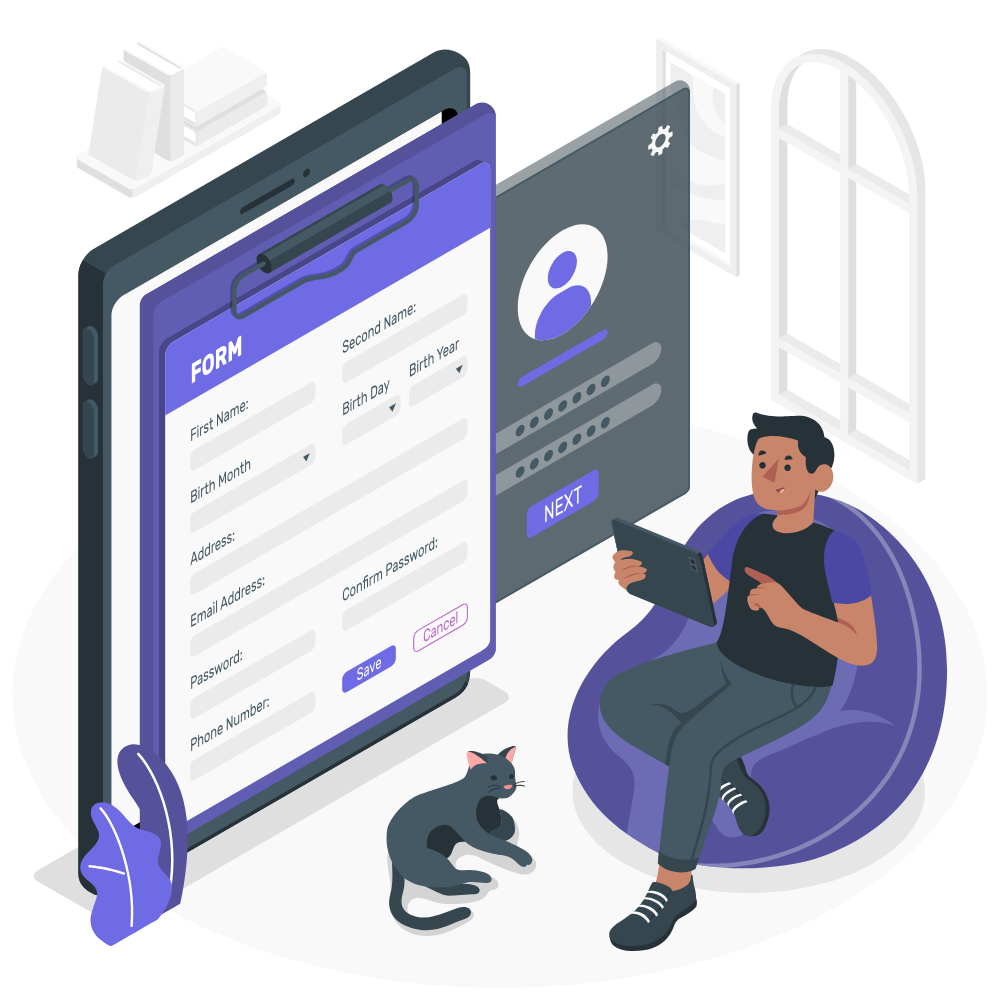 FORM
First Name:
Second Name:
Birth Month
Birth Day
Birth Year
Address:
Email Address:
Password:
Confirm Password:
Phone Number:
Save
Cancel
NEXT